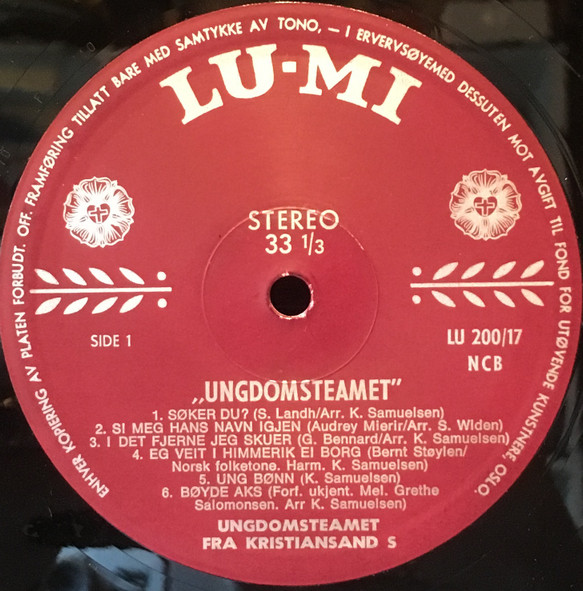 ENHVER KOPIERING AV PLATEN FORBUDT. OFF. FRAMFØRING TILLATT BARE MED SAMTYKKE AV TONO, — I ERVERVSØYEMED DESSUTEN MOT AVGIFT TIL FOND FOR UTØVENDE KUNSTNERE, OSLO.
LU-MI
STEREO
33 1/3
SIDE 1
LU 200/17
NCB
„UNGDOMSTEAMET"
1. SØKER DU? (S. Landh/Arr. K. Samuelsen)
2. SI MEG HANS NAVN IGJEN (Audrey Mierir/Arr. S. Widen)
3. I DET FJERNE JEG SKUER (G. Bennard/Arr. K. Samuelsen)
4. EG VEIT I HIMMERIK EI BORG (Bernt Støylen/
Norsk folketone. Harm. K. Samuelsen)
5. UNG BØNN (K. Samuelsen)
6. BØYDE AKS (Forf. ukjent. Mel. Grethe
Salomonsen. Arr K. Samuelsen)
UNGDOMSTEAMET
FRA KRISTIANSAND S